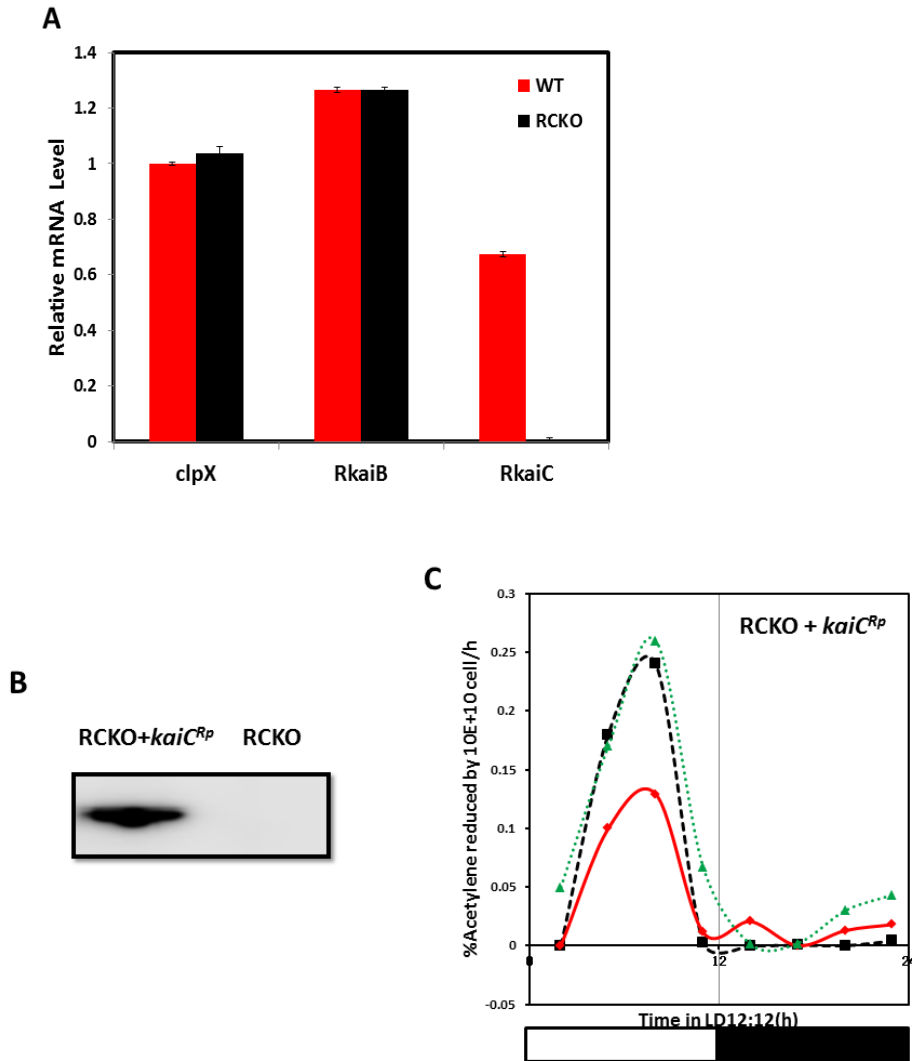 A
1.4
1.2
1
0.8
0.6
0.4
0.2
0
Relative mRNA Level
WT
RCKO
clpX RkaiB RkaiC
B
RCKO+kaiCRp RCKO
C
0.3
0.25
0.2
0.15
0.1
0.05
0
-0.05
%Acetylene reduced by 10E+10 cell/h
RCKO + kaiCRp
0 12 24
Time in LD12:12(h)